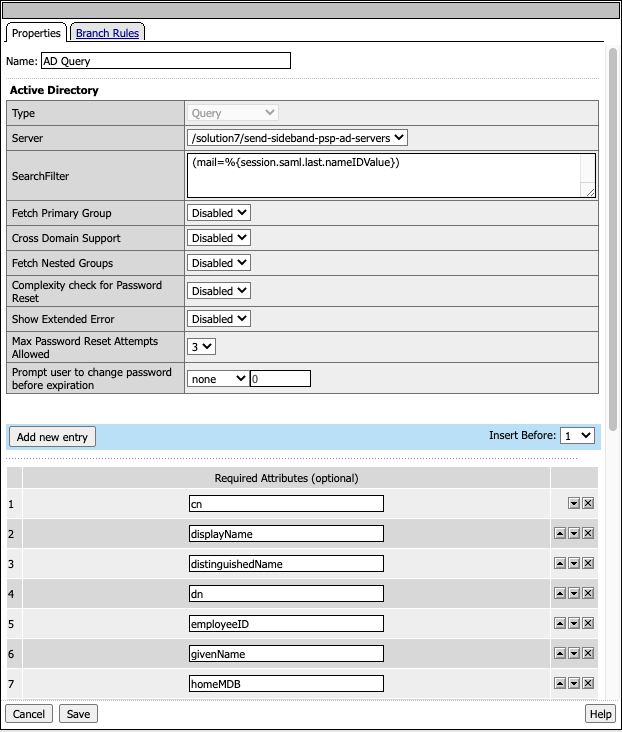 Properties
Branch Rules
Name: AD Query
Active Directory
Type
Query
Server
/solution7/send-sideband-psp-ad-servers
SearchFilter
(mail=%{session.saml.last.nameIDValue})
Fetch Primary Group
Disabled
Cross Domain Support
Disabled
Fetch Nested Groups
Disabled
Complexity check for Password
Reset
Disabled
Show Extended Error
Disabled
Max Password Reset Attempts
Allowed
3
Prompt user to change password
before expiration
none 0
Add new entry
Insert Before: 1
Required Attributes (optional)
1 cn
2 displayName
3 distinguishedName
4 dn
5 employeeID
6 givenName
7 homeMDB
Cancel Save Help